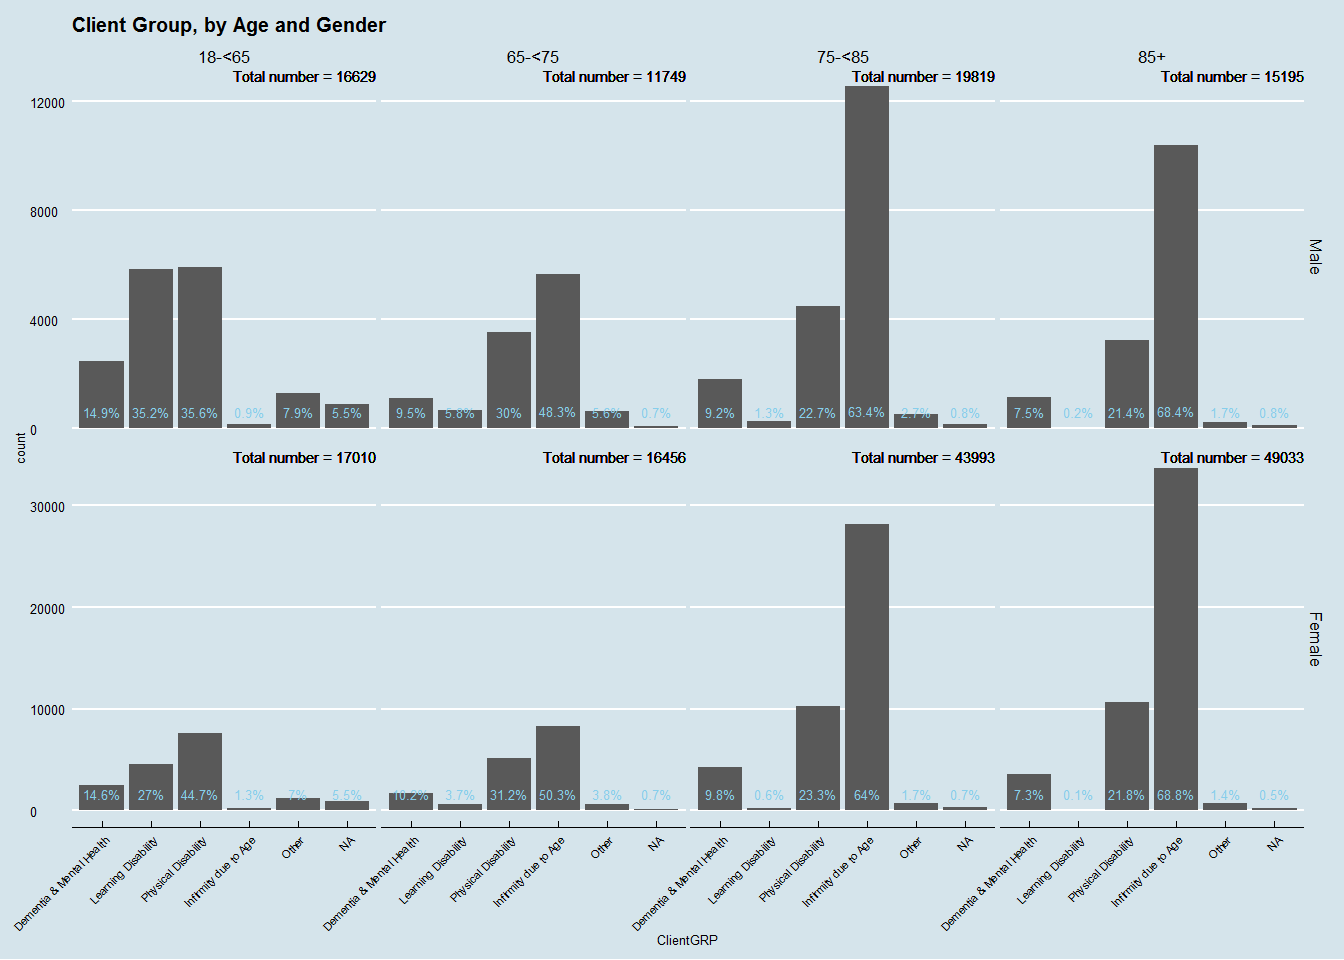 Client Group, by Age and Gender
18-<65 65-<75 75-<85 85+
Total number = 16629 Total number = 11749 Total number = 19819 Total number = 15195
12000
8000
4000
0
14.9% 35.2% 35.6% 0.9% 7.9% 5.5% 9.5% 5.8% 30% 48.3% 5.6% 0.7% 9.2% 1.3% 22.7% 63.4% 2.7% 0.8% 7.5% 0.2% 21.4% 68.4% 1.7% 0.8%
Male
count
Total number = 17010 Total number = 16456 Total number = 43993 Total number = 49033
30000
20000
10000
0
14.6% 27% 44.7% 1.3% 7% 5.5% 10.2% 3.7% 31.2% 50.3% 3.8% 0.7% 9.8% 0.6% 23.3% 64% 1.7% 0.7% 7.3% 0.1% 21.8% 68.8% 1.4% 0.5%
Female
Dementia & Mental Health Learning Disability Physical Disability Infirmity due to Age Other NA Dementia & Mental Health Learning Disability Physical Disability Infirmity due to Age Other NA Dementia & Mental Health Learning Disability Physical Disability Infirmity due to Age Other NA Dementia & Mental Health Learning Disability Physical Disability Infirmity due to Age Other NA
ClientGRP